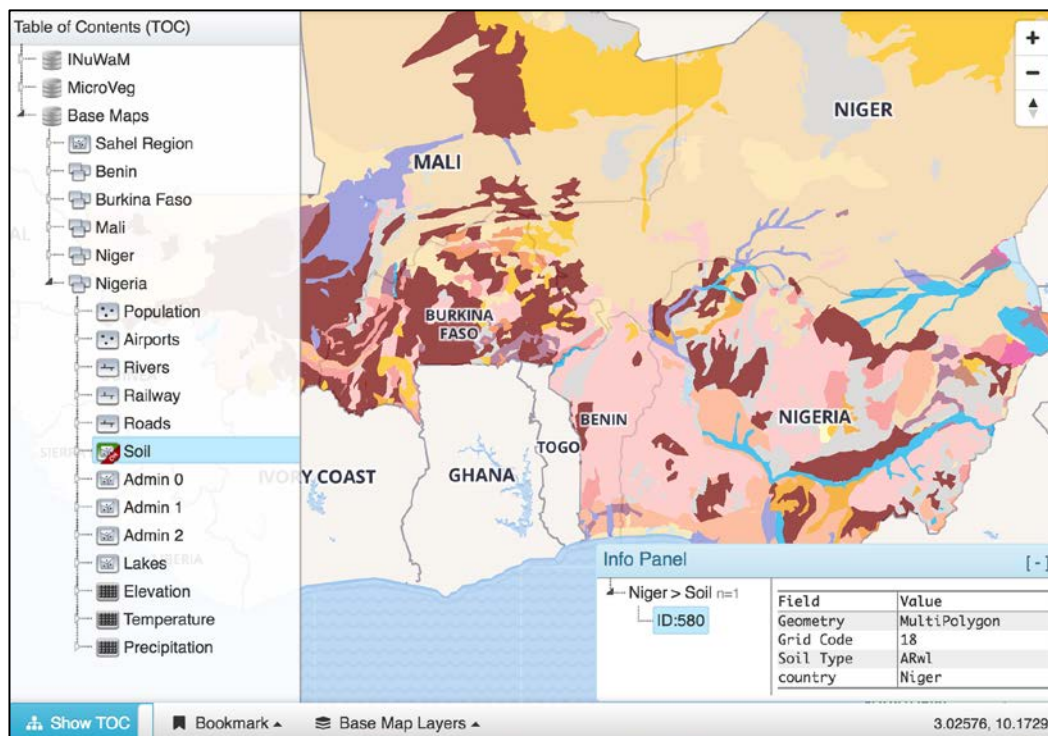 Table of Contents (TOC)
INuWaM
MicroVeg
Base Maps
Sahel Region
Benin
Burkina Faso
Mali
Niger
Nigeria
Population
Airports
Rivers
Railway
Roads
Soil
Admin 0
Admin 1
Admin 2
Lakes
Elevation
Temperature
Precipitation
NIGER
MALI
BURKINA
FASO
BENIN
NIGERIA
TOGO
GHANA
IVORY COAST
+
−
Info Panel [-]
Niger > Soil n=1
ID:580
Field Value
Geometry MultiPolygon
Grid Code 18
Soil Type ARwl
country Niger
Show TOC Bookmark Base Map Layers 3.02576, 10.1729